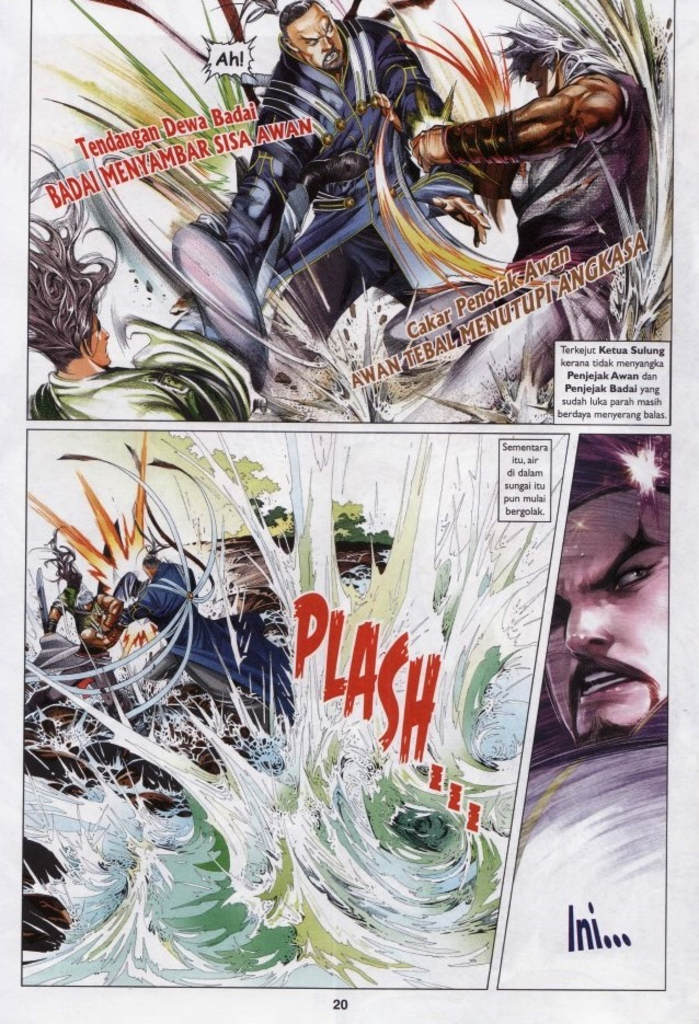 Ah!
Tendangan Dewa Badai
BADAI MENYAMBAR SISA AWAN
Cakar Penolak Awan
AWAN TEBAL MENUTUPI ANGKASA
Terkejut Ketua Sulung
kerana tidak menyangka
Penjejak Awan dan
Penjejak Badai yang
sudah luka parah masih
berdaya menyerang balas.
Sementara
itu, air
di dalam
sungai itu
pun mulai
bergolak.
PLASH...
Ini...
20